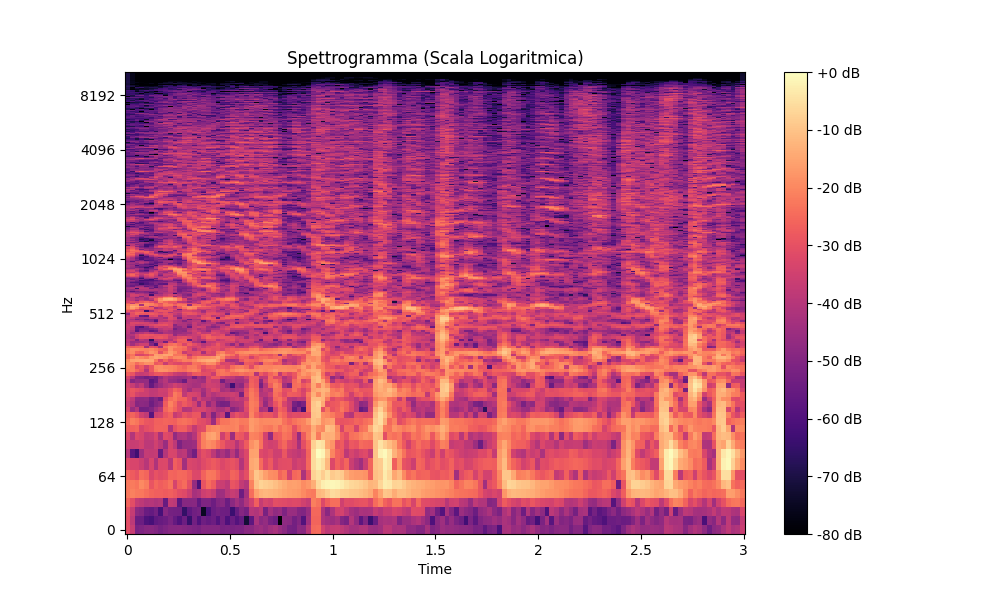 Spettrogramma (Scala Logaritmica)
Hz
8192
4096
2048
1024
512
256
128
64
0
0 0.5 1 1.5 2 2.5 3
Time
+0 dB
-10 dB
-20 dB
-30 dB
-40 dB
-50 dB
-60 dB
-70 dB
-80 dB